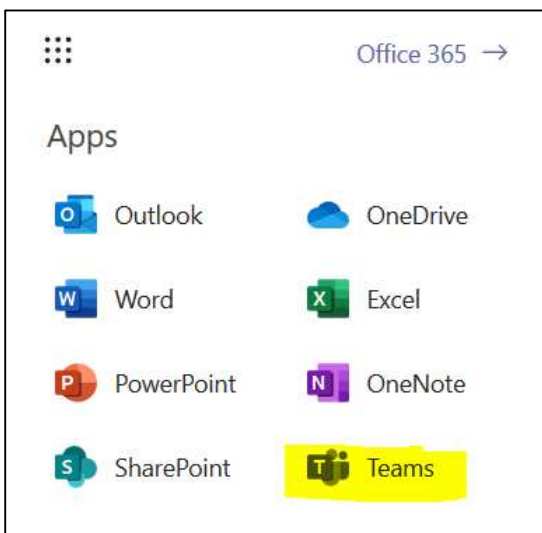 Office 365 →
Apps
Outlook OneDrive
Word Excel
PowerPoint OneNote
SharePoint Teams